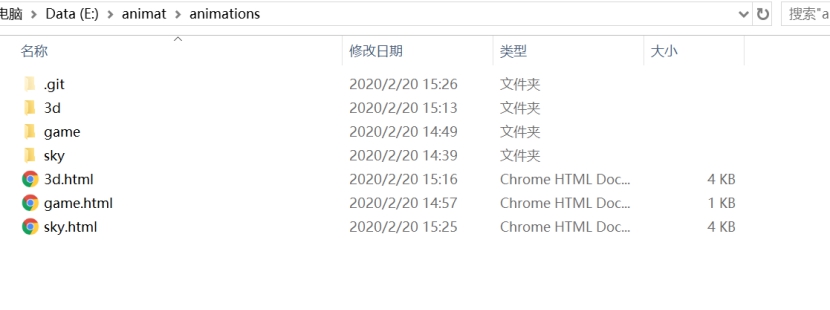 电脑 > Data (E:) > animat > animations 搜索"a
名称 修改日期 类型 大小
.git 2020/2/20 15:26 文件夹
3d 2020/2/20 15:13 文件夹
game 2020/2/20 14:49 文件夹
sky 2020/2/20 14:39 文件夹
3d.html 2020/2/20 15:16 Chrome HTML Doc... 4 KB
game.html 2020/2/20 14:57 Chrome HTML Doc... 1 KB
sky.html 2020/2/20 15:25 Chrome HTML Doc... 4 KB